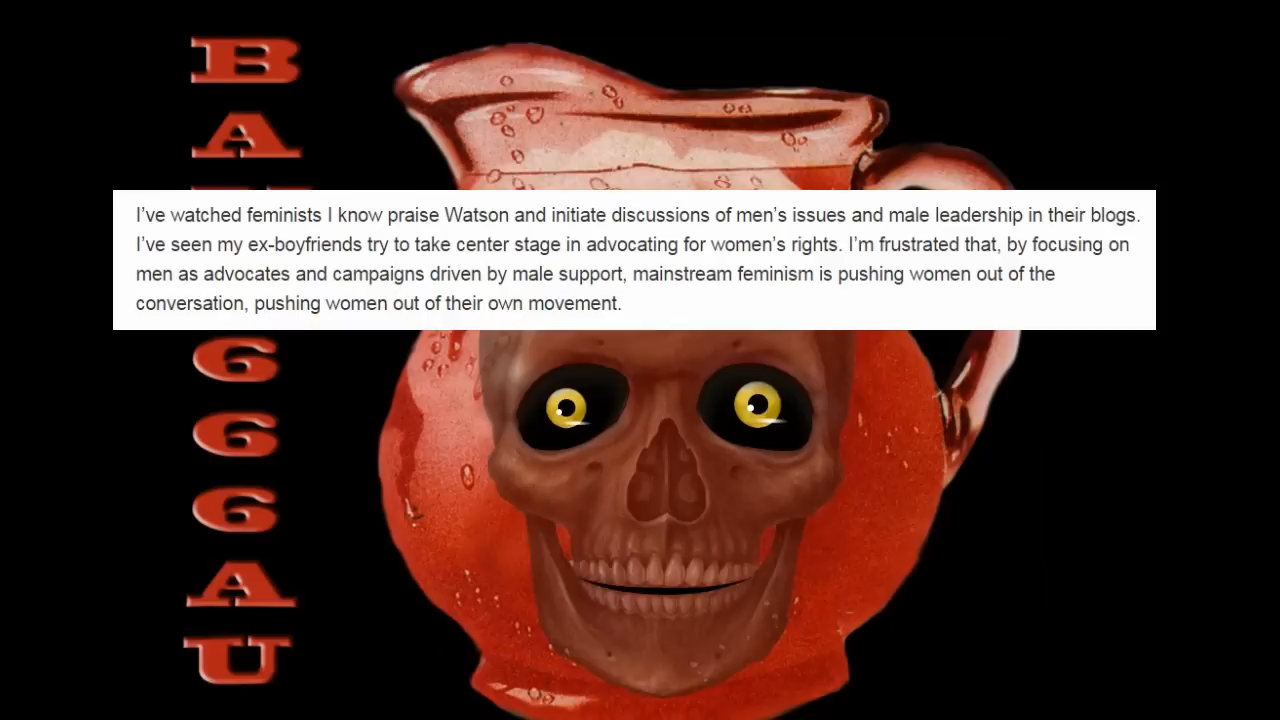 B
A
I’ve watched feminists I know praise Watson and initiate discussions of men’s issues and male leadership in their blogs.
I’ve seen my ex-boyfriends try to take center stage in advocating for women’s rights. I’m frustrated that, by focusing on
men as advocates and campaigns driven by male support, mainstream feminism is pushing women out of the
conversation, pushing women out of their own movement.
6
6
6
A
U